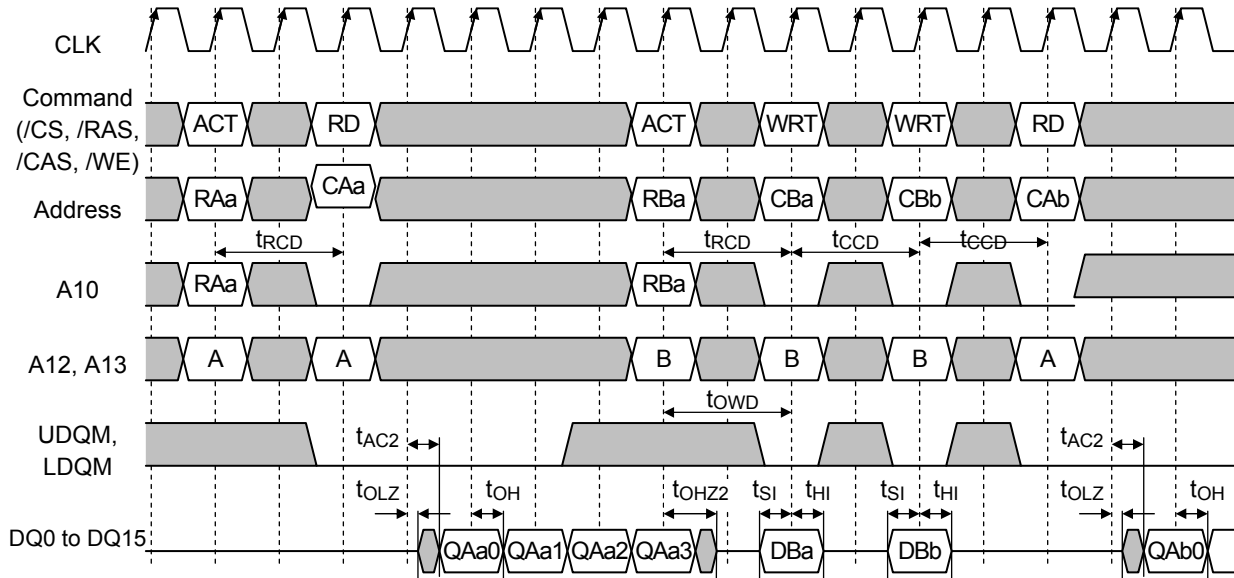 CLK
Command
(/CS, /RAS,
/CAS, /WE)
ACT RD ACT WRT WRT RD
Address
RAa CAa RBa CBa CBb CAb
tRCD tRCD tCCD tCCD
A10
RAa RBa
A12, A13
A A B B B A
tOWD
UDQM,
LDQM
tAC2 tAC2
tOLZ tOH tOHZ2 tSI tHI tSI tHI tOLZ tOH
DQ0 to DQ15
QAa0 QAa1 QAa2 QAa3 DBa DBb QAb0